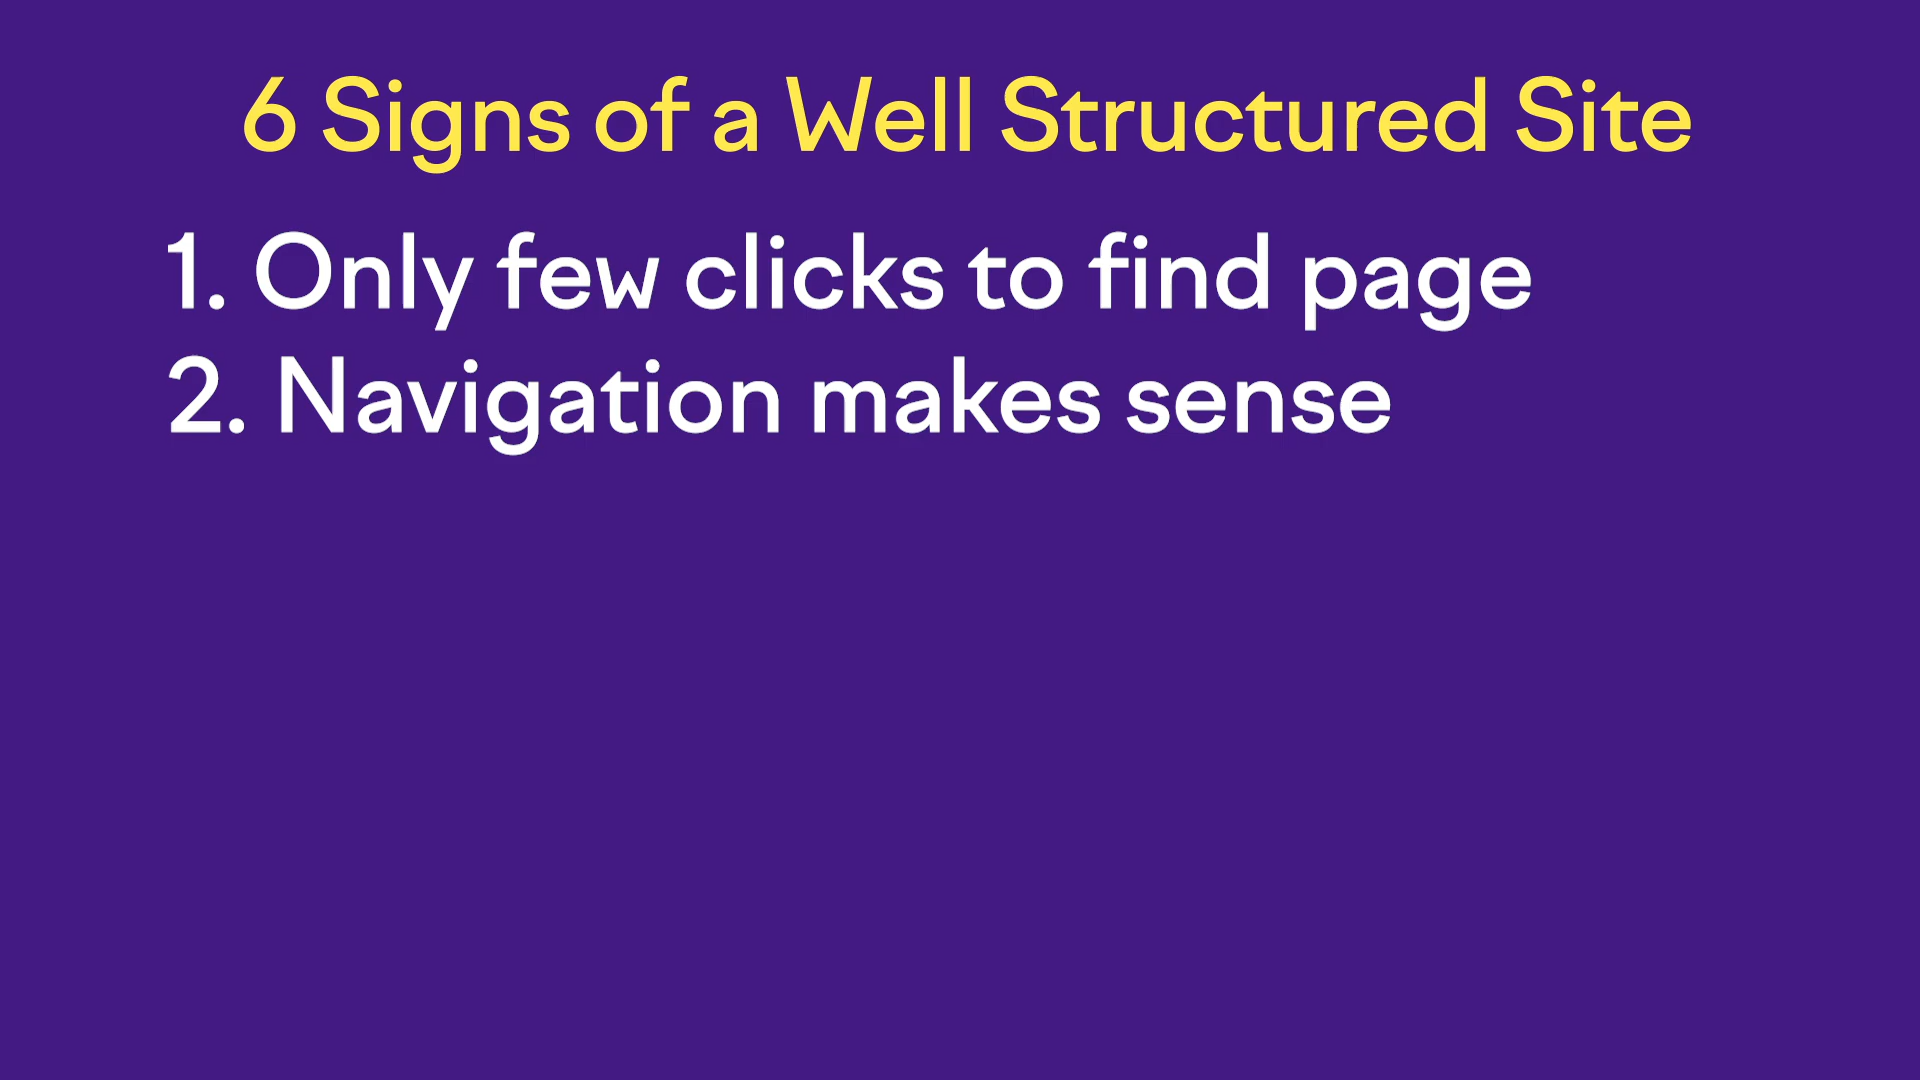 6 Signs of a Well Structured Site
1. Only few clicks to find page
2. Navigation makes sense